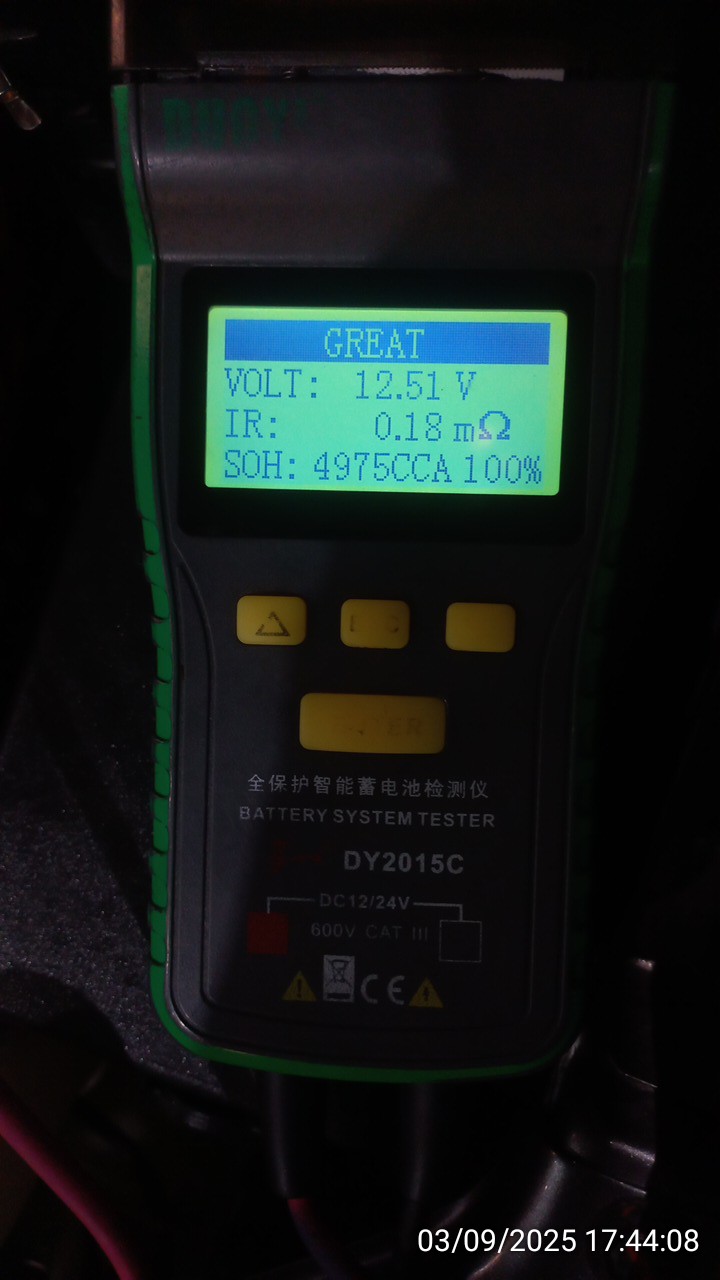 DUOY
GREAT
VOLT: 12.51 V
IR: 0.18 mΩ
SOH: 4975CCA 100%
全保护智能蓄电池检测仪
BATTERY SYSTEM TESTER
DY2015C
DC12/24V
600V CAT III
CE
03/09/2025 17:44:08